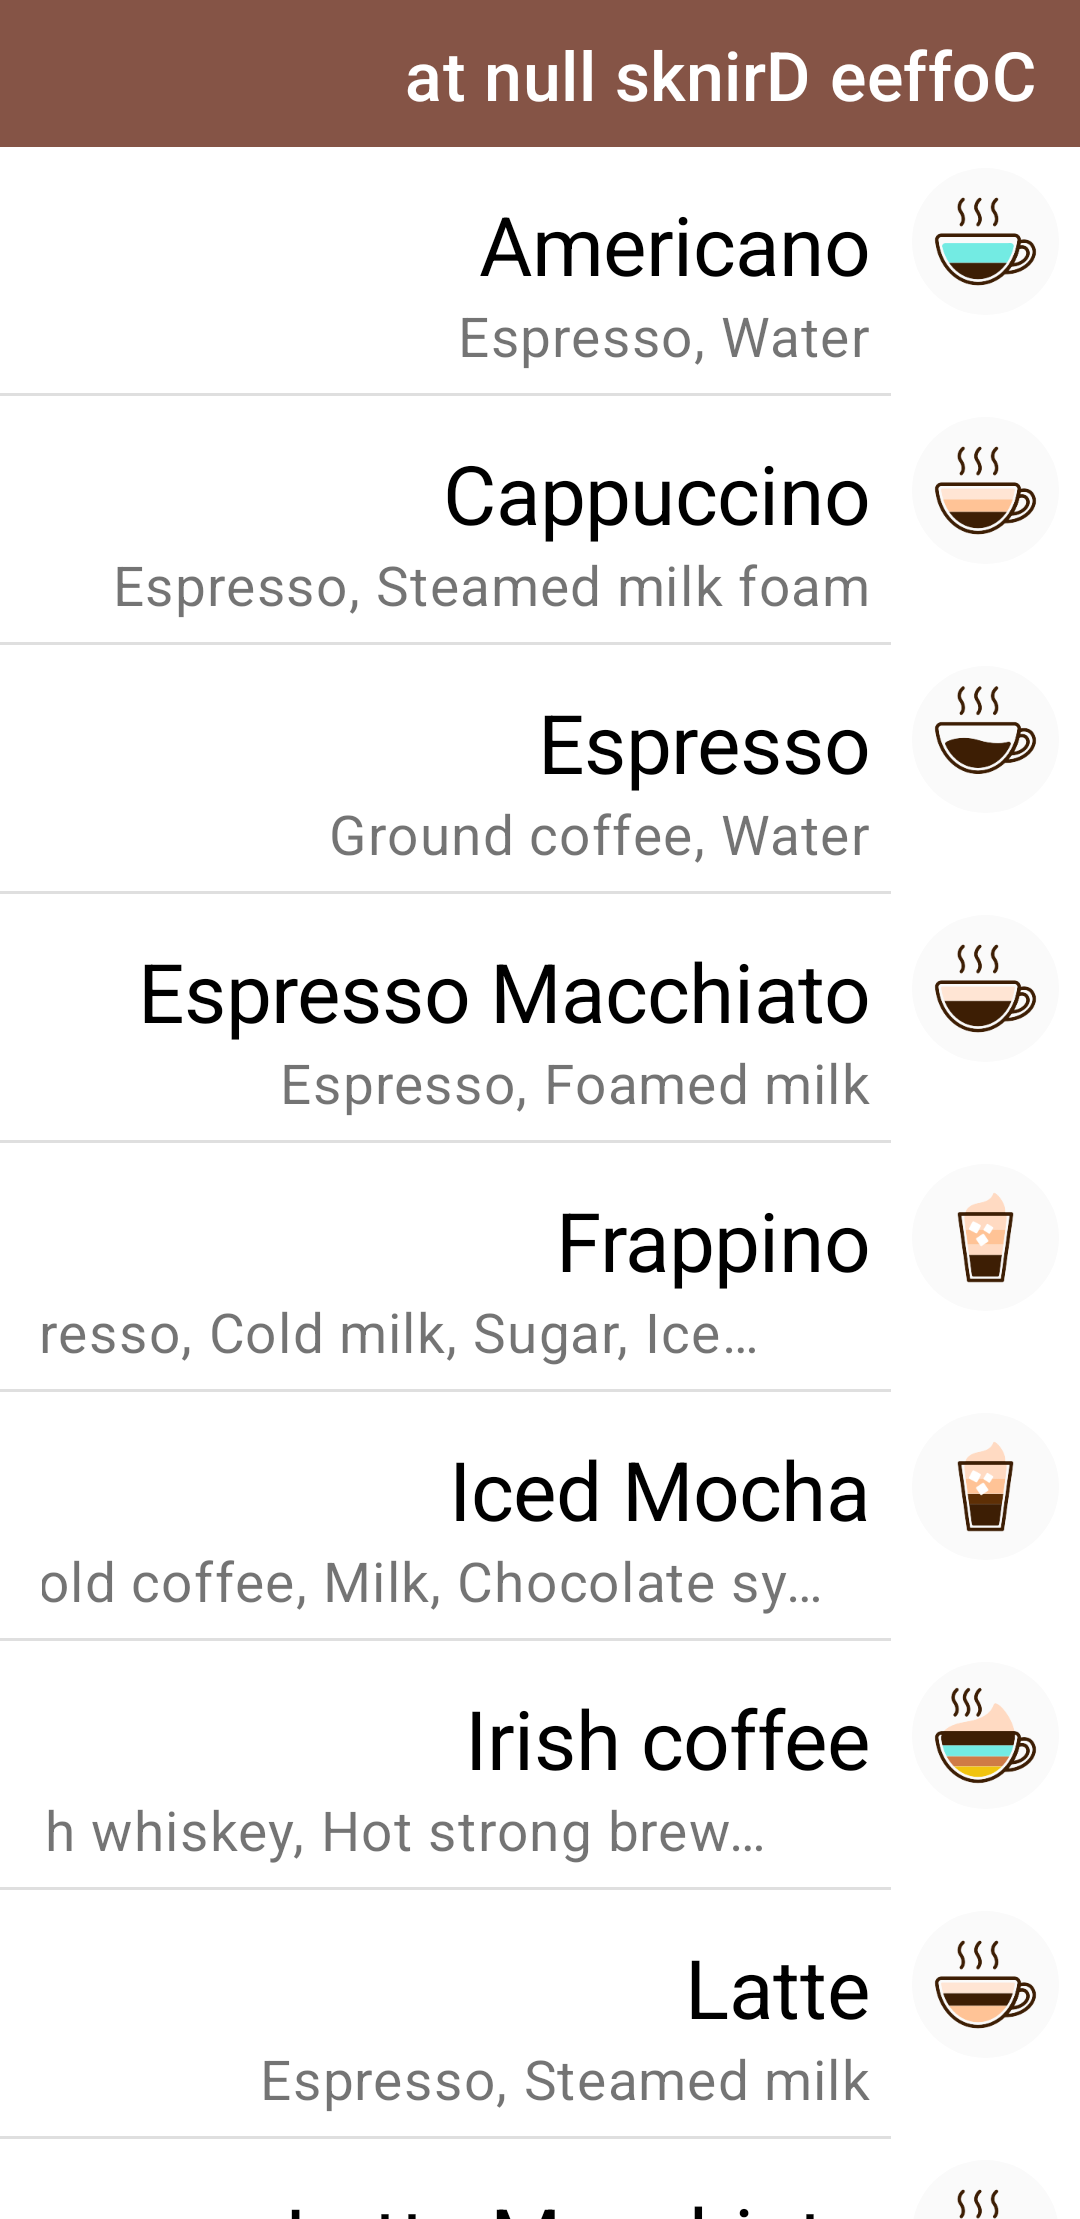 at null sknirD eeffoC
Americano
Espresso, Water
Cappuccino
Espresso, Steamed milk foam
Espresso
Ground coffee, Water
Espresso Macchiato
Espresso, Foamed milk
Frappino
resso, Cold milk, Sugar, Ice…
Iced Mocha
old coffee, Milk, Chocolate sy…
Irish coffee
h whiskey, Hot strong brew…
Latte
Espresso, Steamed milk